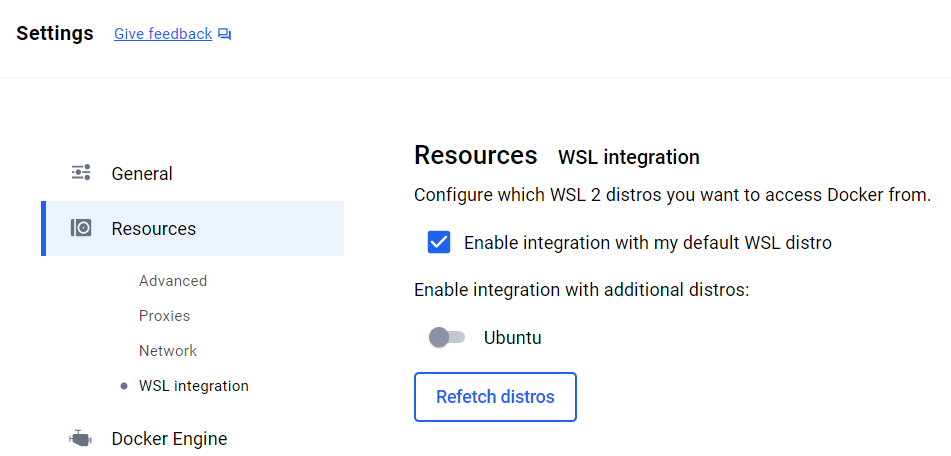 Settings Give feedback
General
Resources
Advanced
Proxies
Network
WSL integration
Docker Engine
Resources WSL integration
Configure which WSL 2 distros you want to access Docker from.
Enable integration with my default WSL distro
Enable integration with additional distros:
Ubuntu
Refetch distros